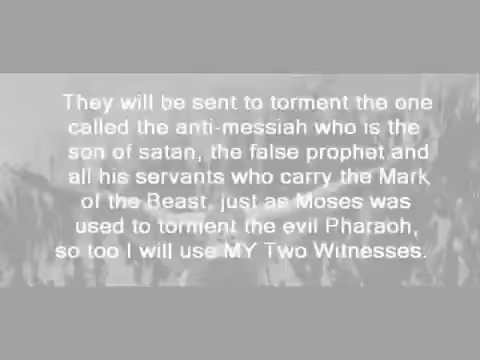 They will be sent to torment the one
called the anti-messiah who is the
son of satan, the false prophet and
all his servants who carry the Mark
of the Beast, just as Moses was
used to torment the evil Pharaoh,
so too I will use MY Two Witnesses.